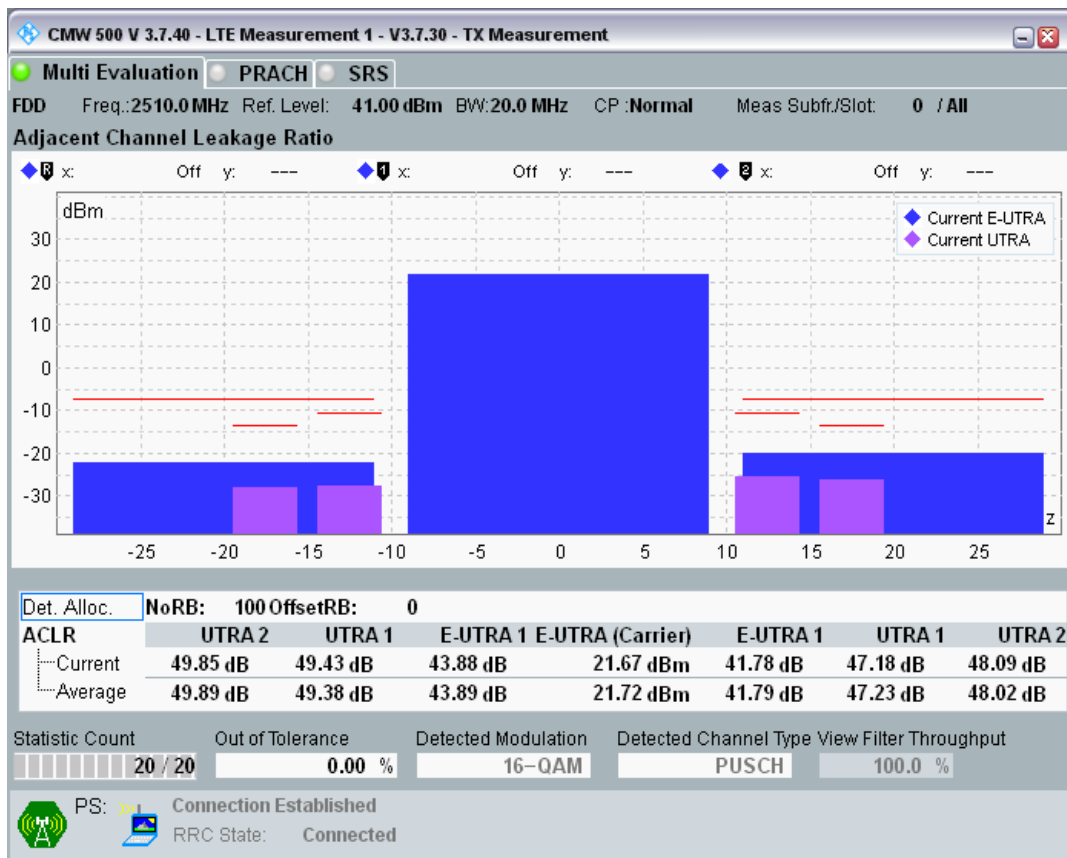 CMW 500 V 3.7.40 - LTE Measurement 1 - V3.7.30 - TX Measurement
Multi Evaluation PRACH SRS
FDD Freq.:2510.0 MHz Ref. Level: 41.00 dBm BW:20.0 MHz CP :Normal Meas Subfr./Slot: 0 / All
Adjacent Channel Leakage Ratio
R x: Off y: --- 1 x: Off y: --- 2 x: Off y: ---
dBm
Current E-UTRA
Current UTRA
30
20
10
0
-10
-20
-30
z
-25 -20 -15 -10 -5 0 5 10 15 20 25
Det. Alloc. NoRB: 100 OffsetRB: 0
ACLR UTRA 2 UTRA 1 E-UTRA 1 E-UTRA (Carrier) E-UTRA 1 UTRA 1 UTRA 2
Current 49.85 dB 49.43 dB 43.88 dB 21.67 dBm 41.78 dB 47.18 dB 48.09 dB
Average 49.89 dB 49.38 dB 43.89 dB 21.72 dBm 41.79 dB 47.23 dB 48.02 dB
Statistic Count Out of Tolerance Detected Modulation Detected Channel Type View Filter Throughput
20 / 20 0.00 % 16-QAM PUSCH 100.0 %
PS: Connection Established
RRC State: Connected